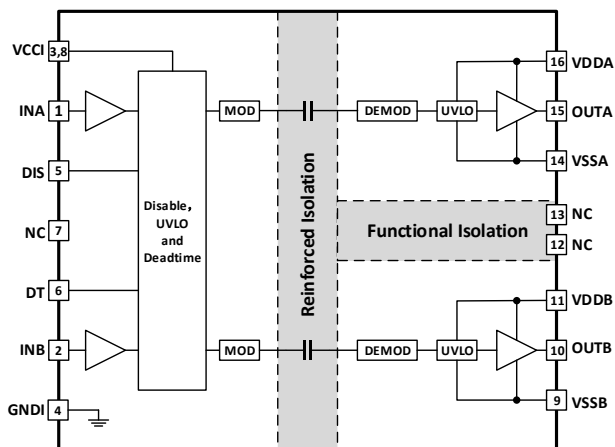 VCCI 3,8
INA 1
DIS 5
NC 7
DT 6
INB 2
GNDI 4
Disable,
UVLO
and
Deadtime
MOD
DEMOD
UVLO
16 VDDA
15 OUTA
14 VSSA
Reinforced Isolation
Functional Isolation
13 NC
12 NC
MOD
DEMOD
UVLO
11 VDDB
10 OUTB
9 VSSB